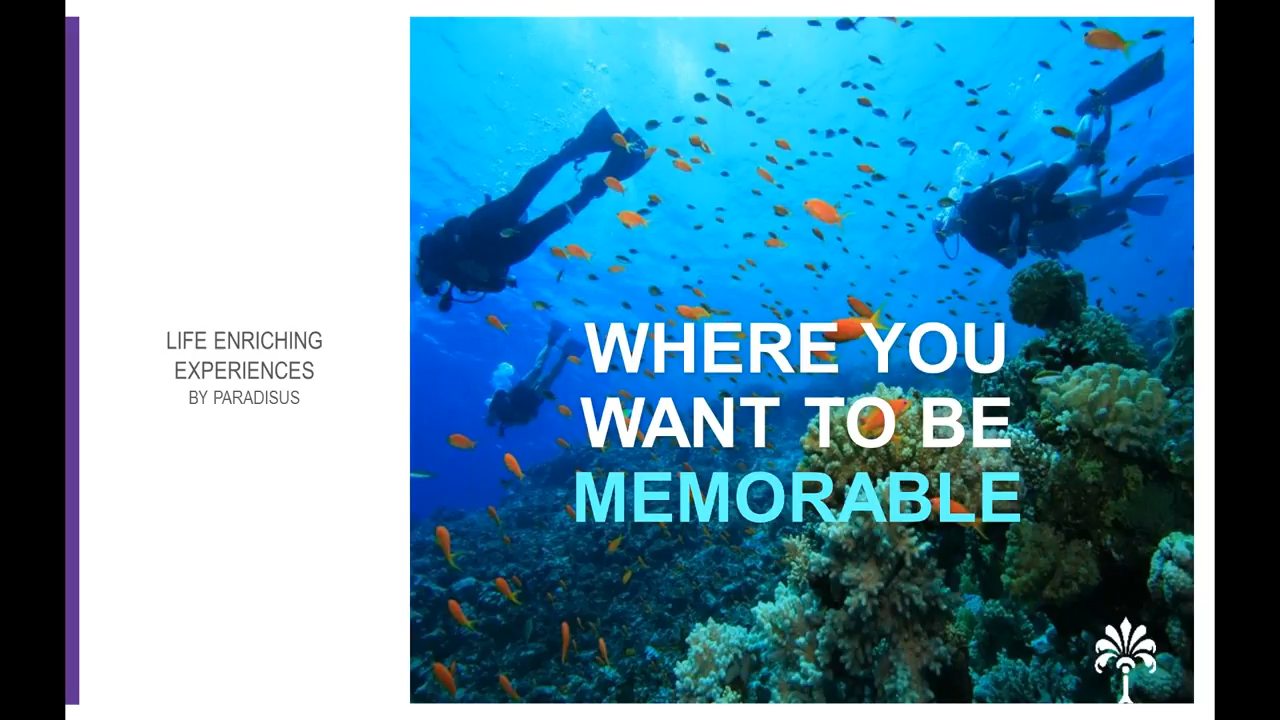 LIFE ENRICHING
EXPERIENCES
BY PARADISUS
WHERE YOU
WANT TO BE
MEMORABLE